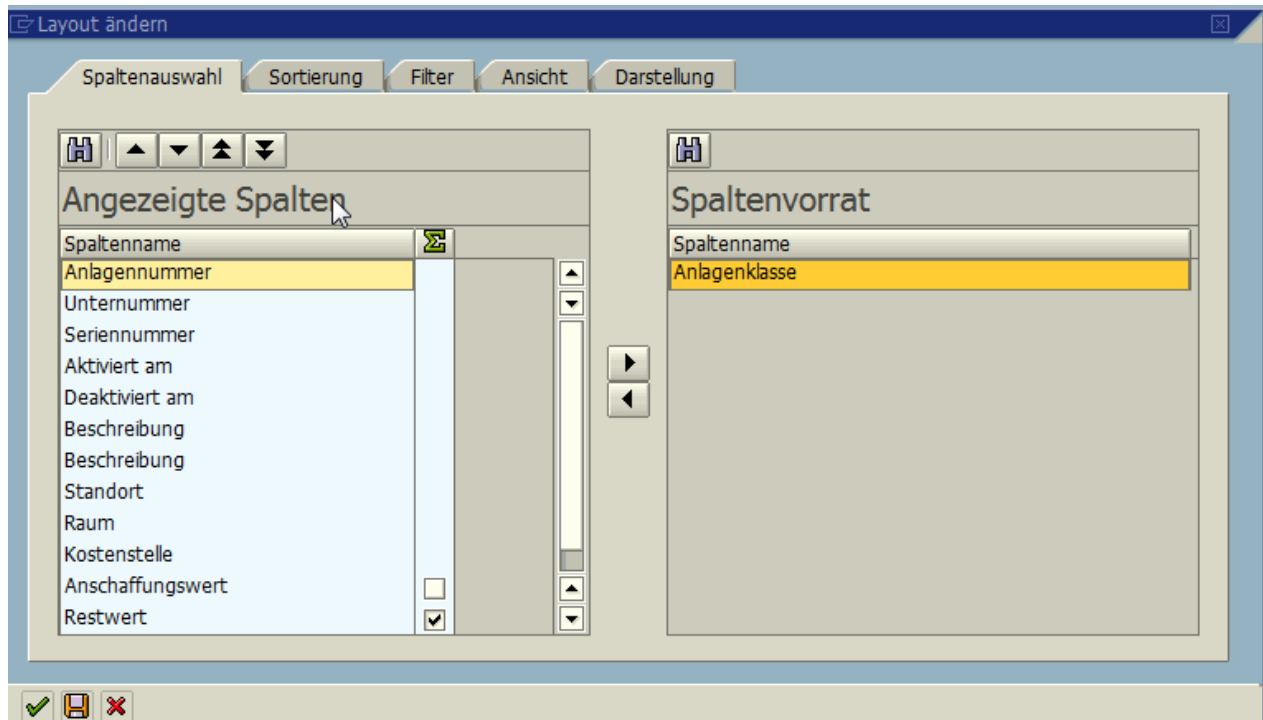 Layout ändern
Spaltenauswahl Sortierung Filter Ansicht Darstellung
Angezeigte Spalten
Spaltenname
Anlagennummer
Unternummer
Seriennummer
Aktiviert am
Deaktiviert am
Beschreibung
Beschreibung
Standort
Raum
Kostenstelle
Anschaffungswert
Restwert
Spaltenvorrat
Spaltenname
Anlagenklasse